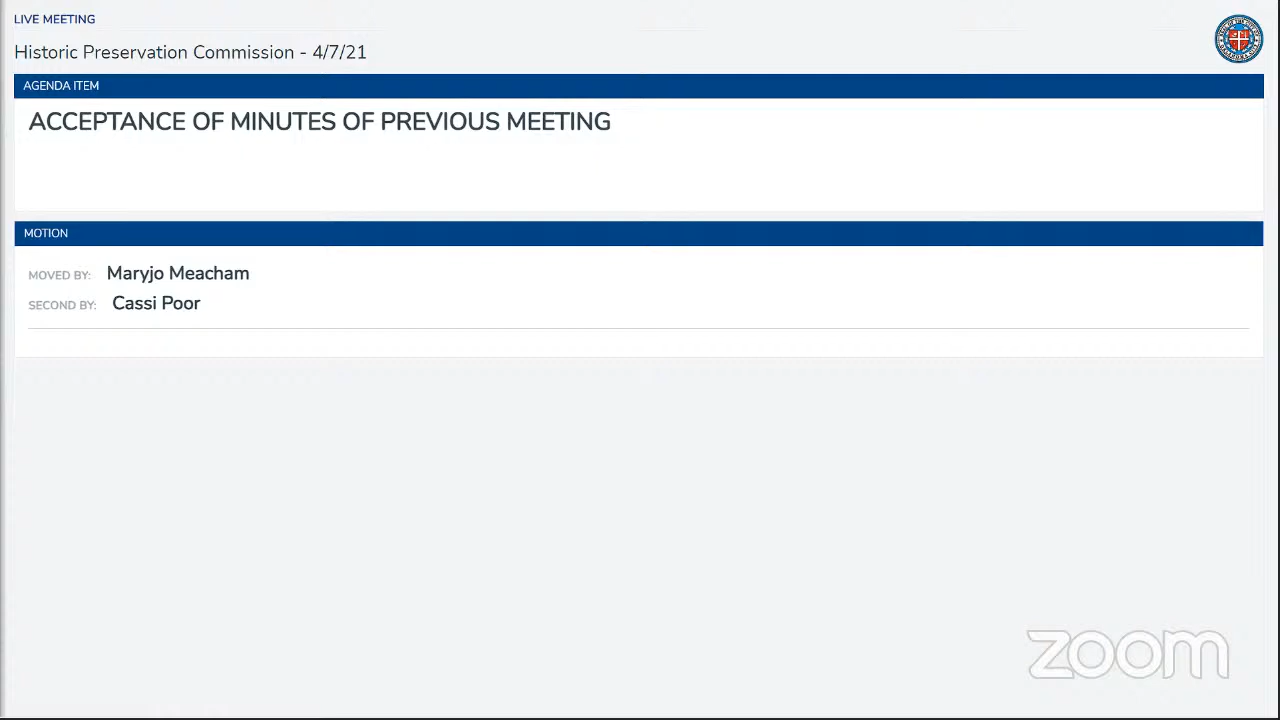 LIVE MEETING
Historic Preservation Commission - 4/7/21
AGENDA ITEM
ACCEPTANCE OF MINUTES OF PREVIOUS MEETING
MOTION
MOVED BY: Maryjo Meacham
SECOND BY: Cassi Poor
zoom